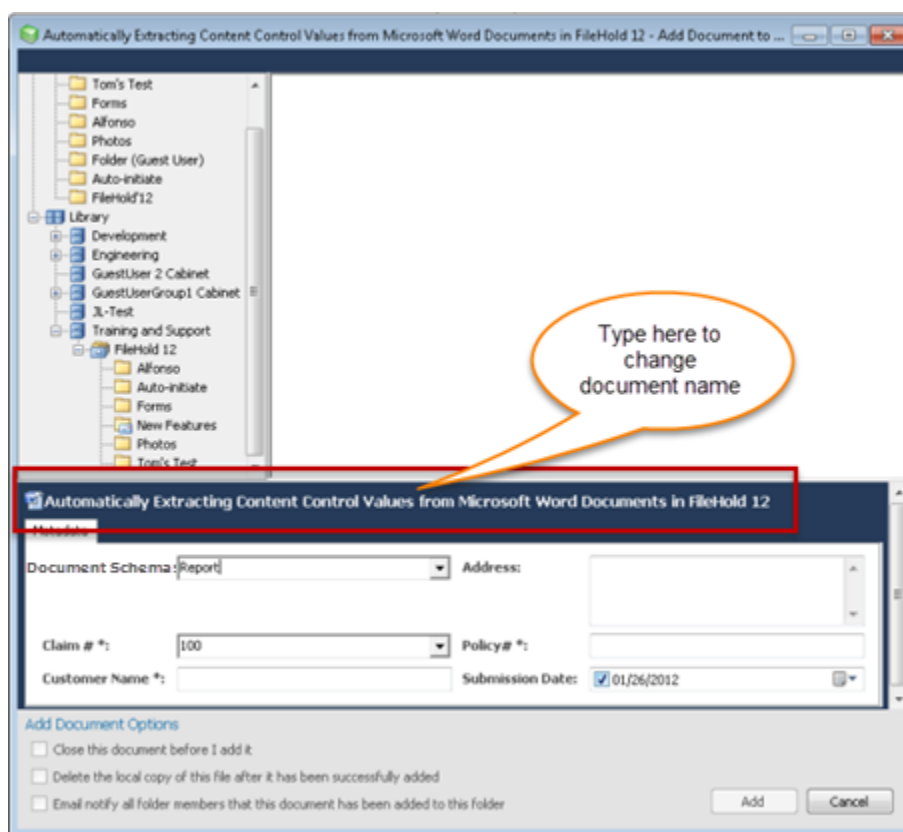 Automatically Extracting Content Control Values from Microsoft Word Documents in FileHold 12 - Add Document to ...
Tom's Test
Forms
Alfonso
Photos
Folder (Guest User)
Auto-initiate
FileHold'12
Library
Development
Engineering
GuestUser 2 Cabinet
GuestUserGroup1 Cabinet
JL-Test
Training and Support
FileHold 12
Alfonso
Auto-initiate
Forms
New Features
Photos
Tom's Test
Type here to
change
document name
Automatically Extracting Content Control Values from Microsoft Word Documents in FileHold 12
Metadata
Document Schema: Report Address:
Claim # *: 100 Policy# *:
Customer Name *: Submission Date: 01/26/2012
Add Document Options
Close this document before I add it
Delete the local copy of this file after it has been successfully added
Email notify all folder members that this document has been added to this folder
Add Cancel